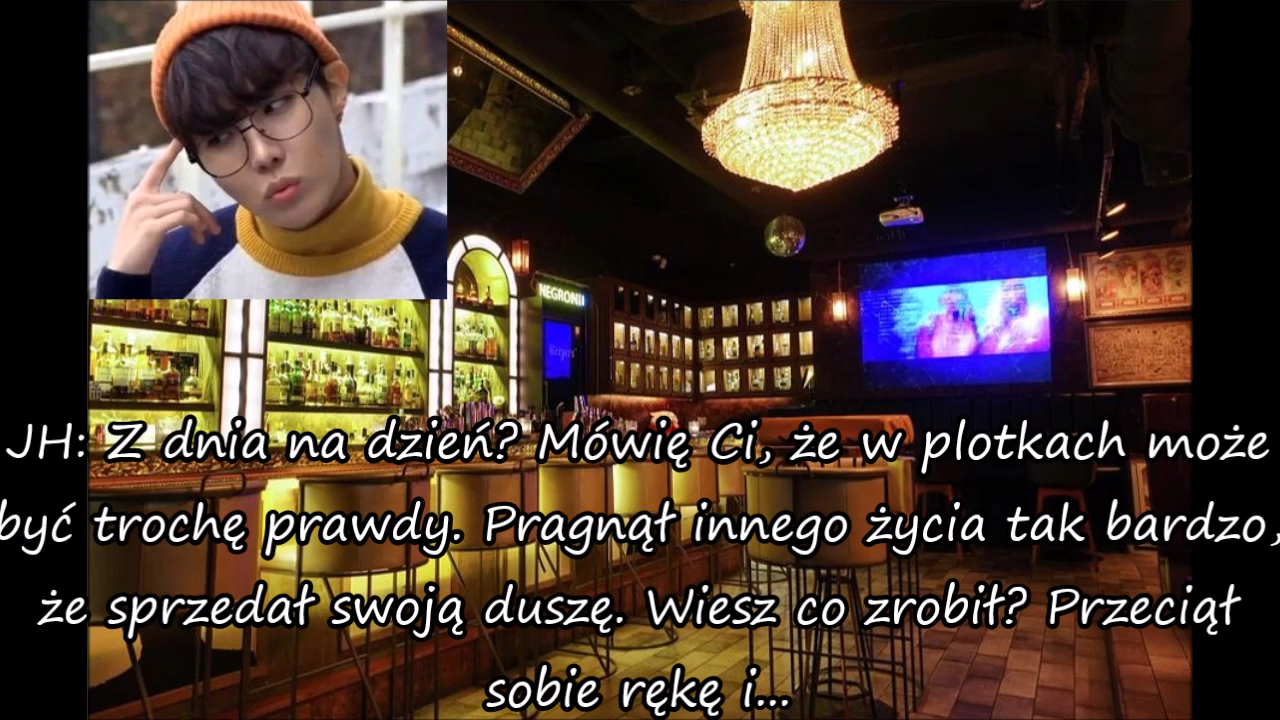 NEGRONI
JH: Z dnia na dzień? Mówię Ci, że w plotkach może
być trochę prawdy. Pragnął innego życia tak bardzo,
że sprzedał swoją duszę. Wiesz co zrobił? Przeciął
sobie rękę i...